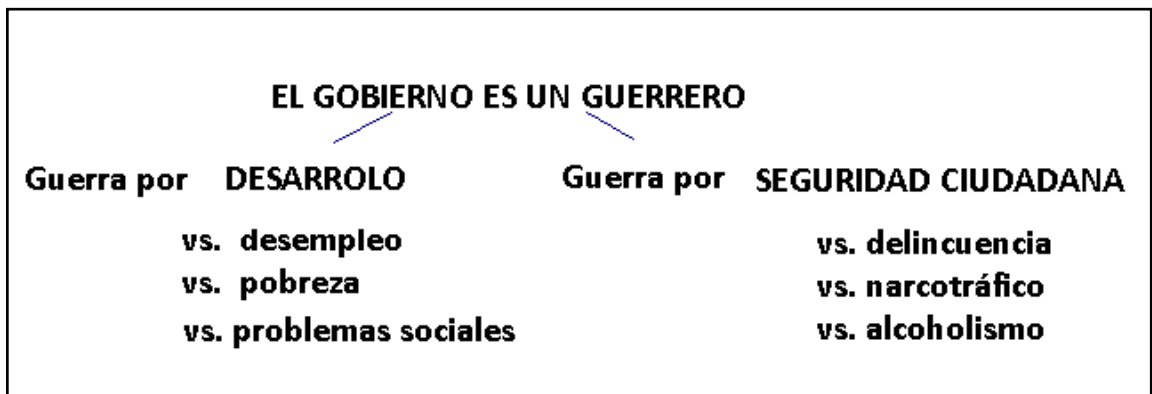 EL GOBIERNO ES UN GUERRERO
Guerra por DESARROLO
vs. desempleo
vs. pobreza
vs. problemas sociales
Guerra por SEGURIDAD CIUDADANA
vs. delincuencia
vs. narcotráfico
vs. alcoholismo